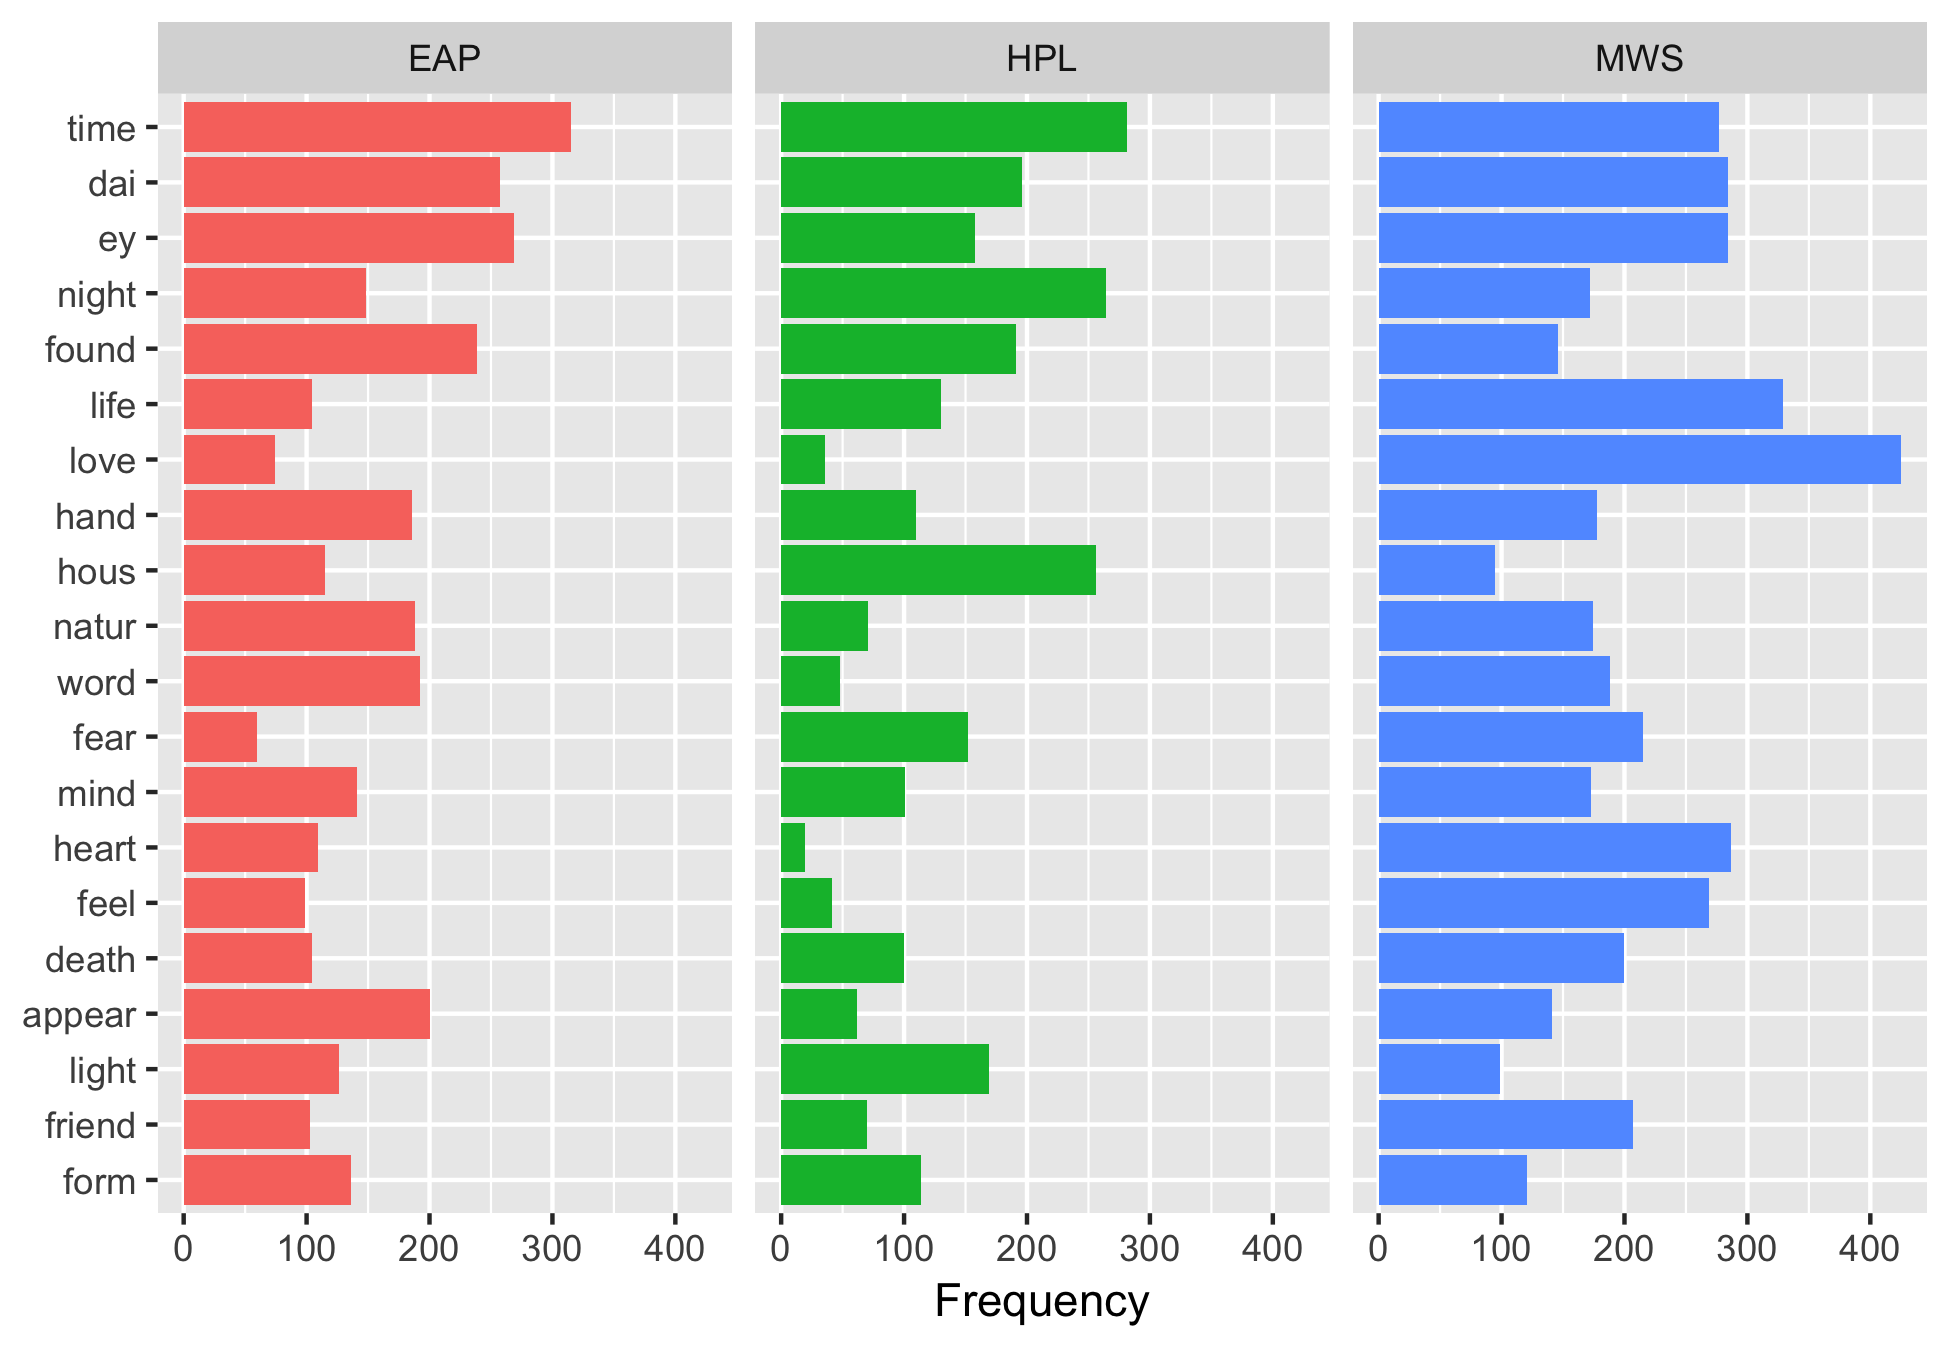 EAP HPL MWS
time
dai
ey
night
found
life
love
hand
hous
natur
word
fear
mind
heart
feel
death
appear
light
friend
form
0 100 200 300 400 0 100 200 300 400 0 100 200 300 400
Frequency